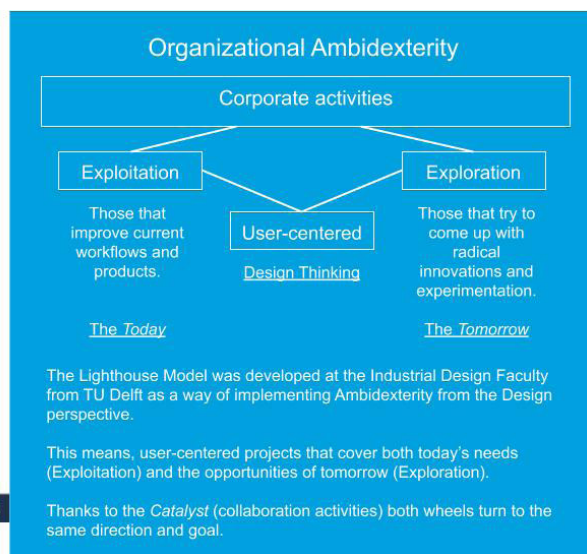 Organizational Ambidexterity
Corporate activities
Exploitation
Exploration
Those that
improve current
workflows and
products.
User-centered
Design Thinking
Those that try to
come up with
radical
innovations and
experimentation.
The Today
The Tomorrow
The Lighthouse Model was developed at the Industrial Design Faculty
from TU Delft as a way of implementing Ambidexterity from the Design
perspective.
This means, user-centered projects that cover both today's needs
(Exploitation) and the opportunities of tomorrow (Exploration).
Thanks to the Catalyst (collaboration activities) both wheels turn to the
same direction and goal.